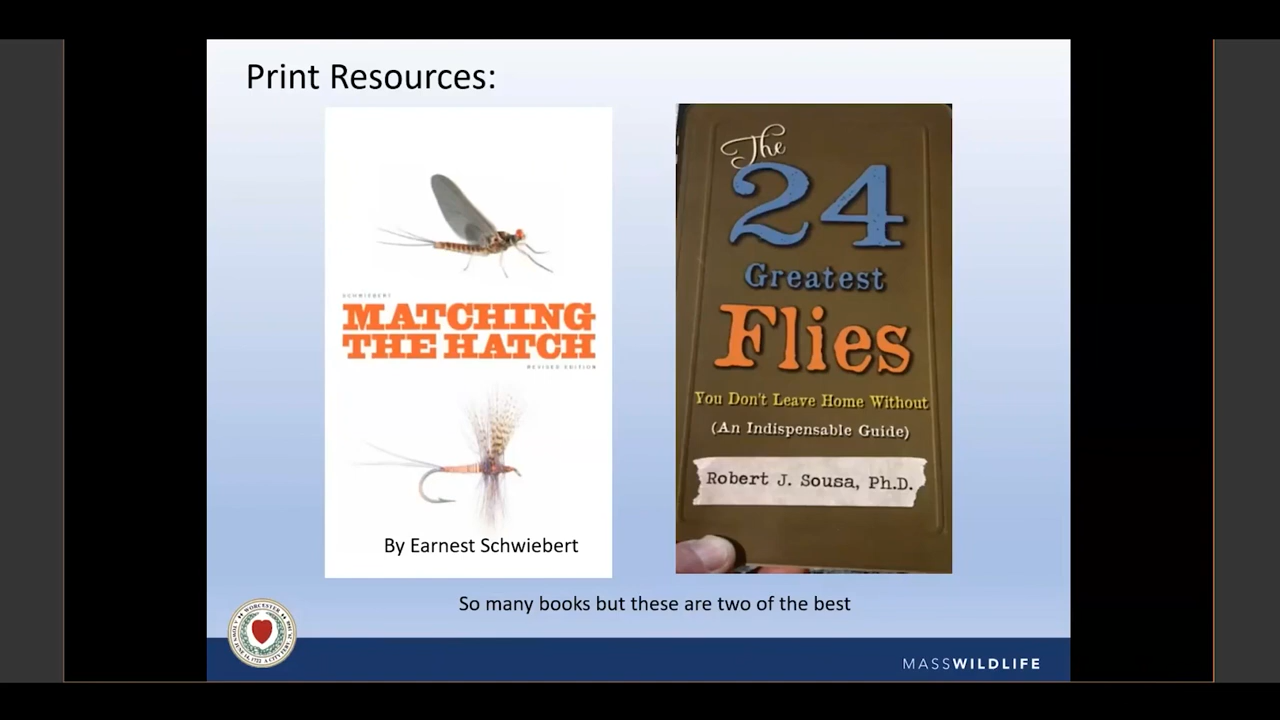 Print Resources:
SCHWIEBERT
MATCHING
THE HATCH
REVISED EDITION
By Earnest Schwiebert
The
24
Greatest
Flies
You Don't Leave Home Without
(An Indispensable Guide)
Robert J. Sousa, Ph.D.
So many books but these are two of the best
WORCESTER
MASSWILDLIFE